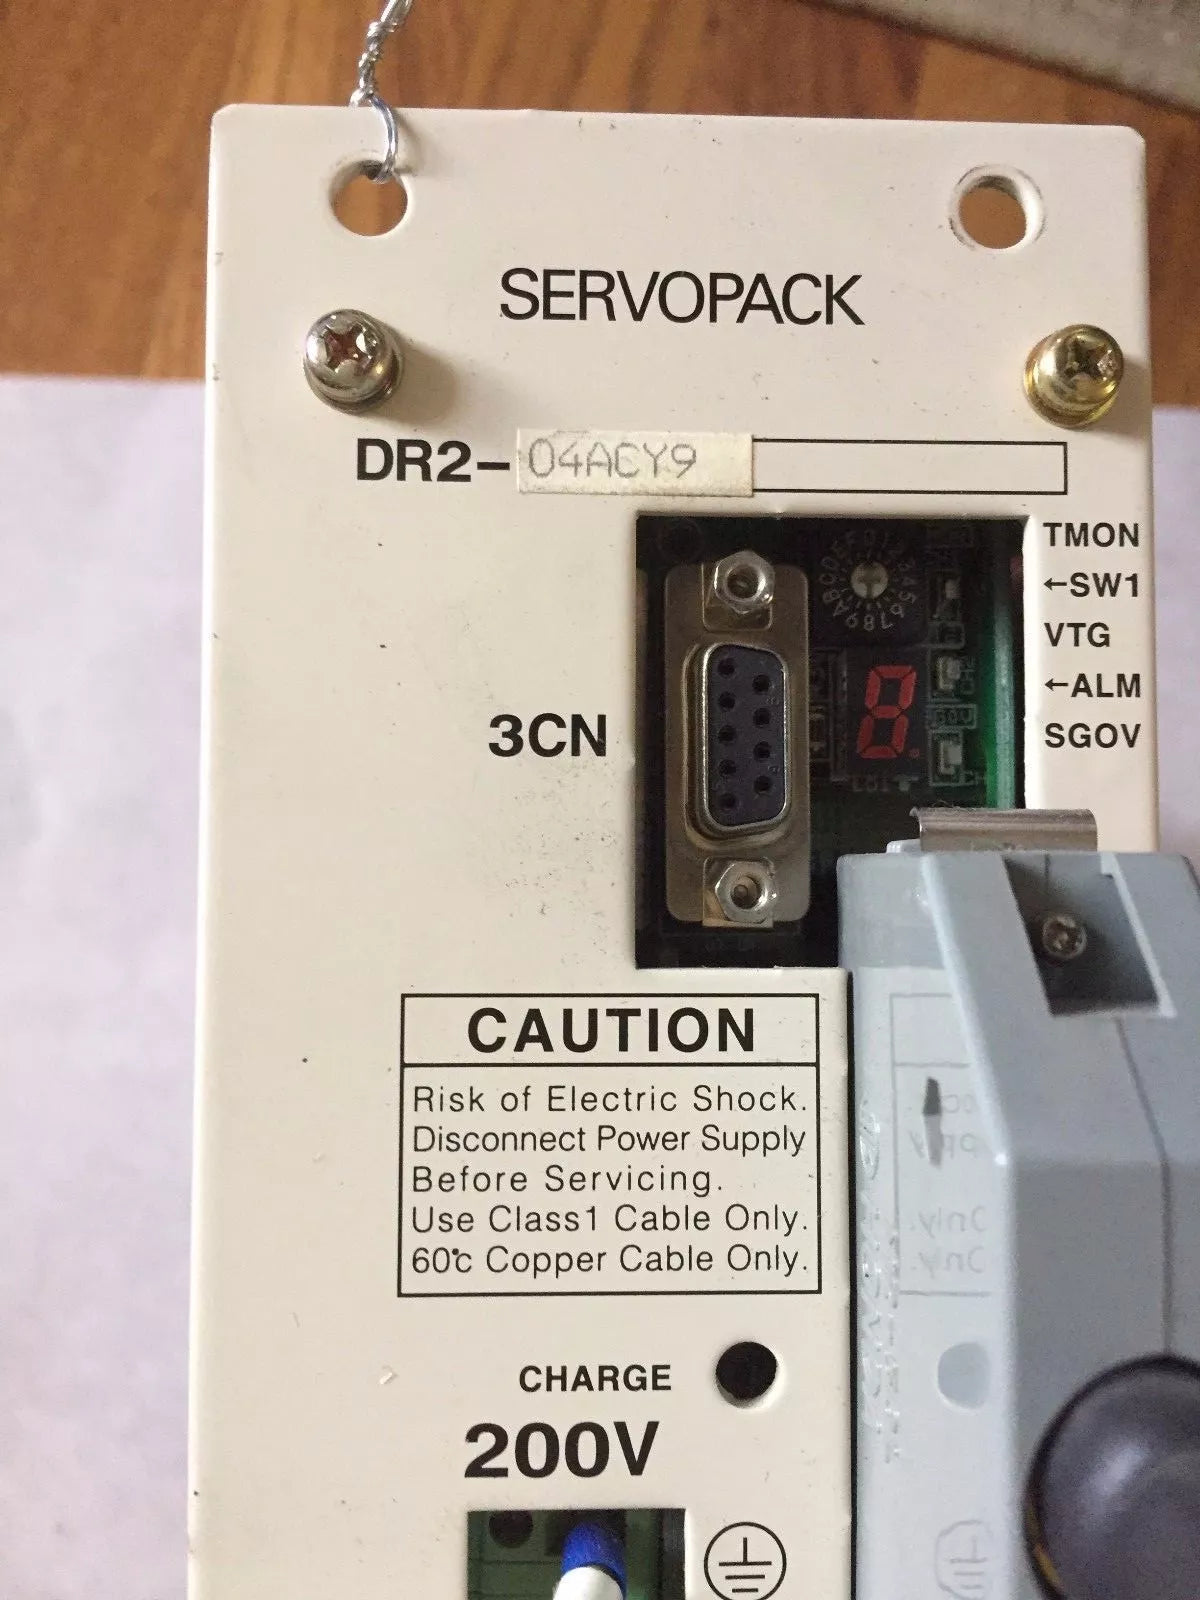 SERVOPACK
DR2-04ACY9
TMON
←SW1
VTG
←ALM
SGOV
3CN
8.
CAUTION
Risk of Electric Shock.
Disconnect Power Supply
Before Servicing.
Use Class1 Cable Only.
60℃ Copper Cable Only.
CHARGE
200V